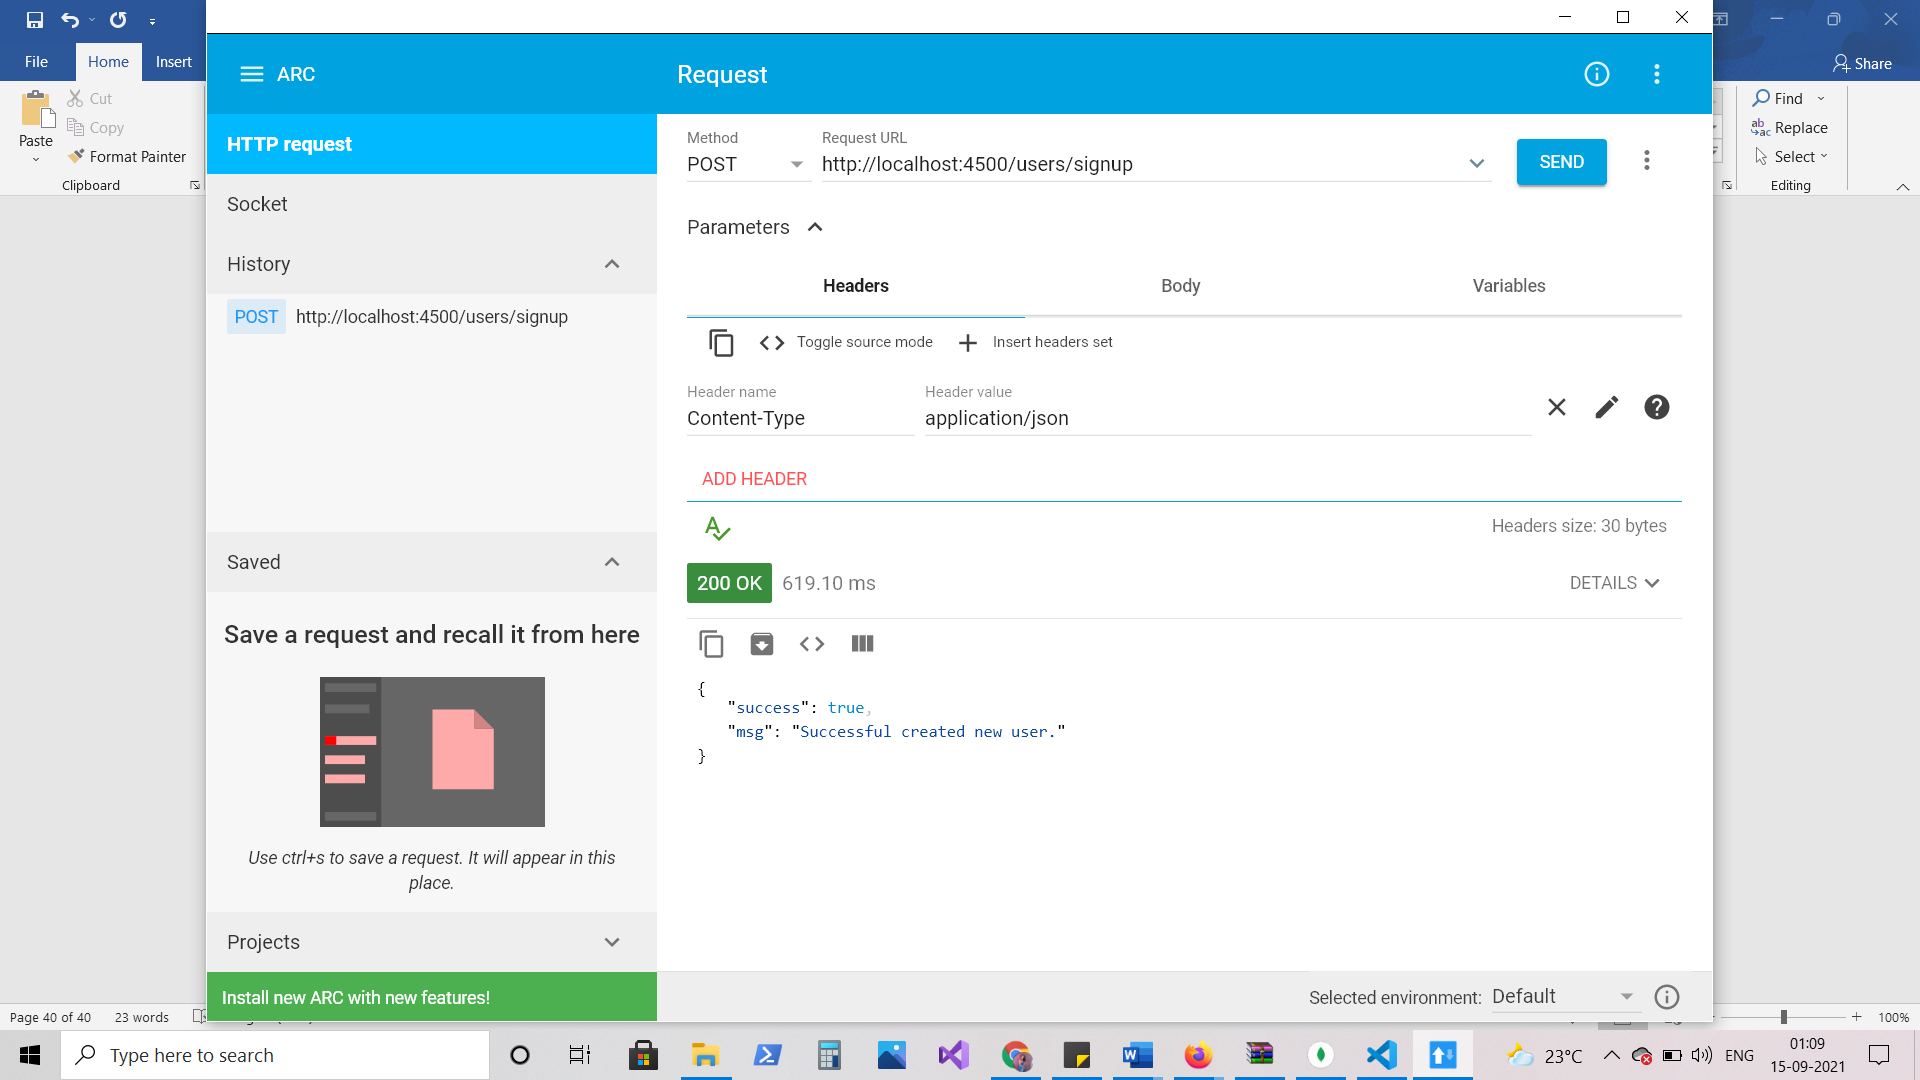 File
Home
Insert
Share
Paste
Cut
Copy
Format Painter
Clipboard
Find
Replace
Select
Editing
ARC
Request
HTTP request
Socket
History
POST http://localhost:4500/users/signup
Saved
Save a request and recall it from here
Use ctrl+s to save a request. It will appear in this
place.
Projects
Install new ARC with new features!
Method
POST
Request URL
http://localhost:4500/users/signup
SEND
Parameters
Headers
Body
Variables
Toggle source mode
Insert headers set
Header name
Content-Type
Header value
application/json
ADD HEADER
Headers size: 30 bytes
200 OK
619.10 ms
DETAILS
{
"success": true,
"msg": "Successful created new user."
}
Selected environment:
Default
Page 40 of 40
23 words
100%
Type here to search
23°C
ENG
01:09
15-09-2021